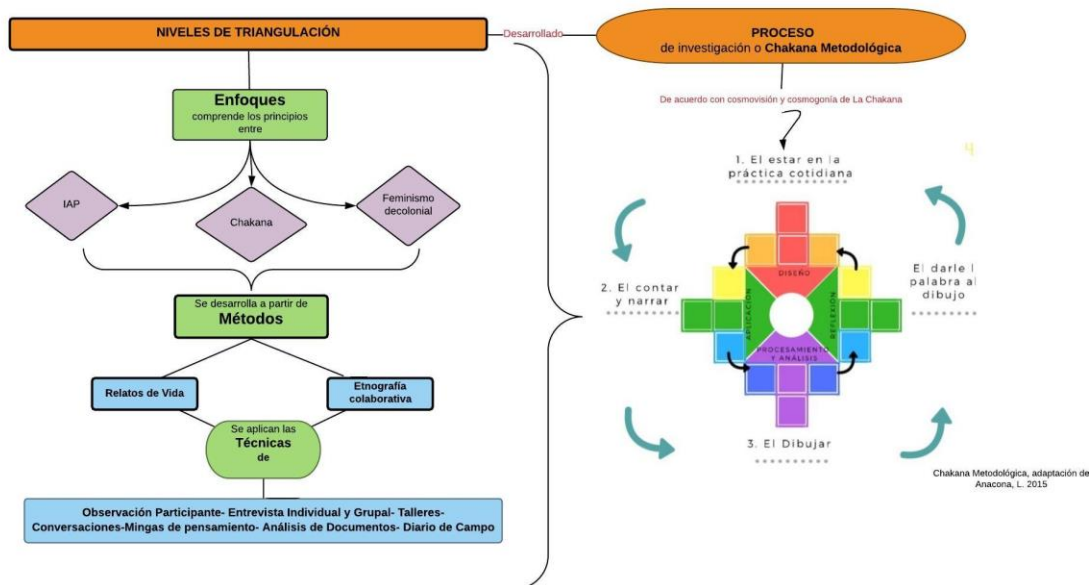 NIVELES DE TRIANGULACIÓN
Desarrollado
PROCESO
de investigación o Chakana Metodológica
Enfoques
comprende los principios
entre
IAP
Chakana
Feminismo
decolonial
Se desarrolla a partir de
Métodos
Relatos de Vida
Etnografía
colaborativa
Se aplican las
Técnicas
de
Observación Participante- Entrevista Individual y Grupal- Talleres-
Conversaciones-Mingas de pensamiento- Análisis de Documentos- Diario de Campo
De acuerdo con cosmovisión y cosmogonía de La Chakana
1. El estar en la
práctica cotidiana
2. El contar
y narrar
DISEÑO
APLICACIÓN
REFLEXIÓN
PROCESAMIENTO
Y ANÁLISIS
3. El Dibujar
4
El darle l
palabra al
dibujo
Chakana Metodológica, adaptación de
Anacona, L. 2015